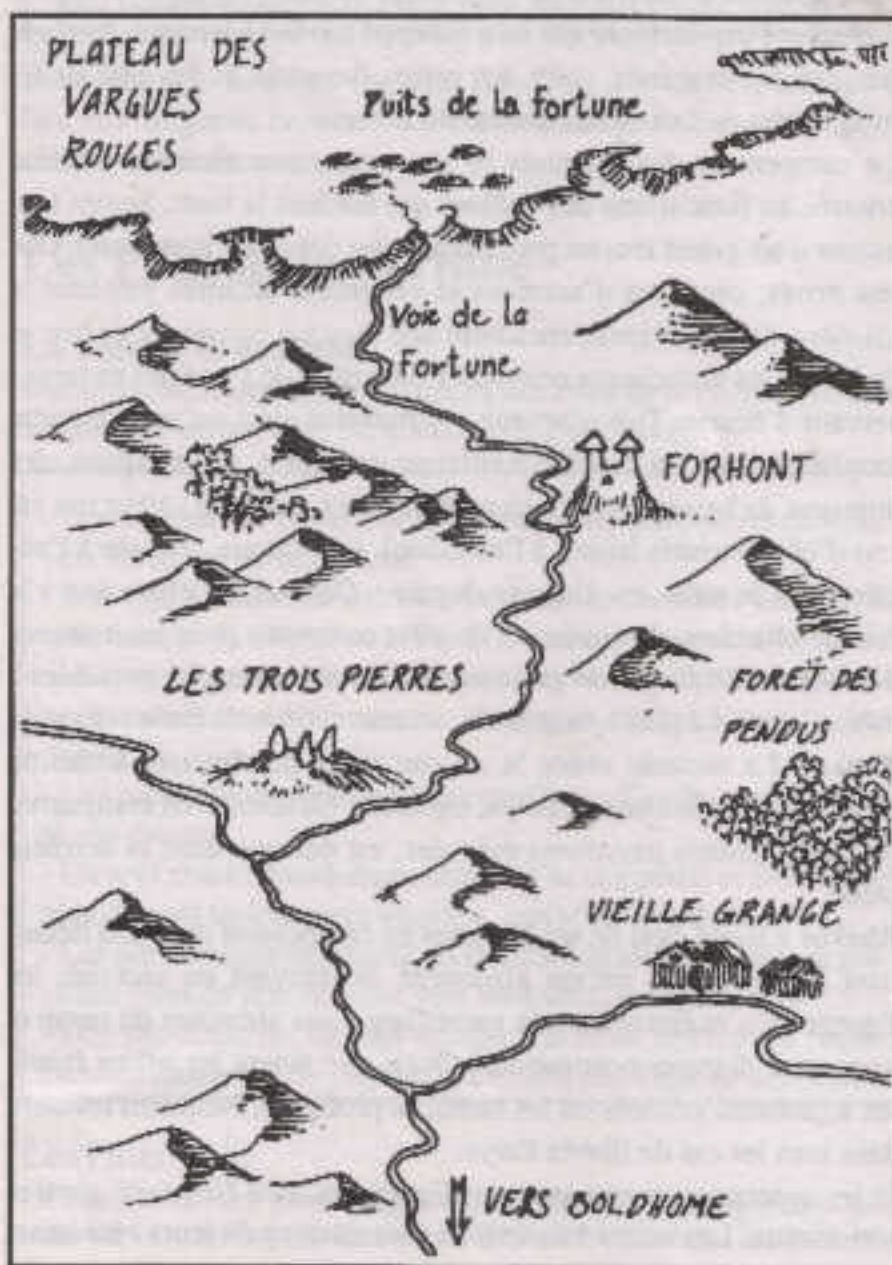 PLATEAU DES
VARGUES
ROUGES
Puits de la fortune
Voie de la
Fortune
FORHONT
LES TROIS PIERRES
FORET DES
PENDUS
VIEILLE GRANGE
VERS BOLDHOME